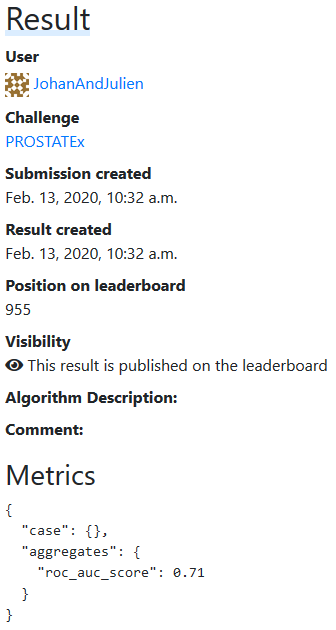 Result
User
JohanAndJulien
Challenge
PROSTATEx
Submission created
Feb. 13, 2020, 10:32 a.m.
Result created
Feb. 13, 2020, 10:32 a.m.
Position on leaderboard
955
Visibility
This result is published on the leaderboard
Algorithm Description:
Comment:
Metrics
{
  "case": {},
  "aggregates": {
    "roc_auc_score": 0.71
  }
}